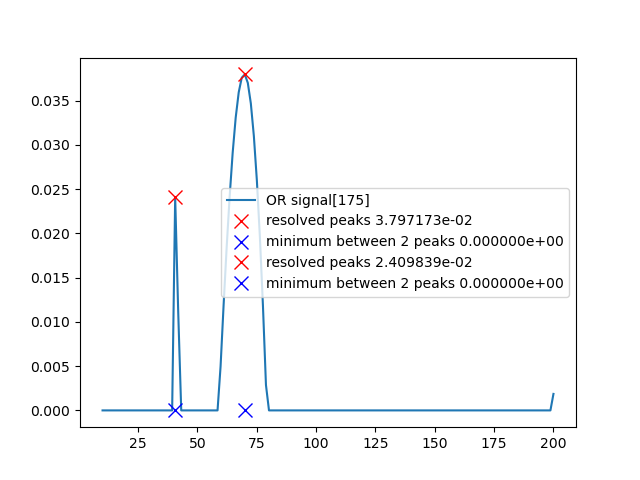 0.035
0.030
0.025
0.020
0.015
0.010
0.005
0.000
OR signal[175]
resolved peaks 3.797173e-02
minimum between 2 peaks 0.000000e+00
resolved peaks 2.409839e-02
minimum between 2 peaks 0.000000e+00
25 50 75 100 125 150 175 200